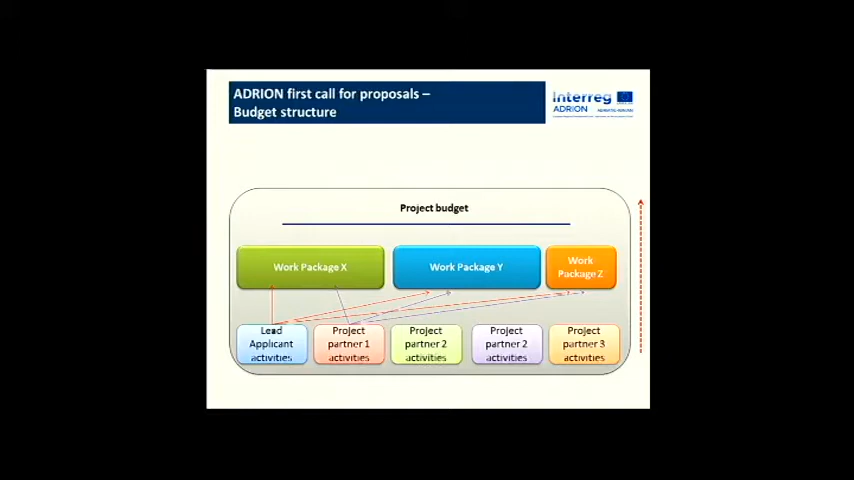 ADRION first call for proposals –
Budget structure
Interreg
ADRION
Project budget
Work Package X
Work Package Y
Work
Package Z
Lead
Applicant
activities
Project
partner 1
activities
Project
partner 2
activities
Project
partner 2
activities
Project
partner 3
activities